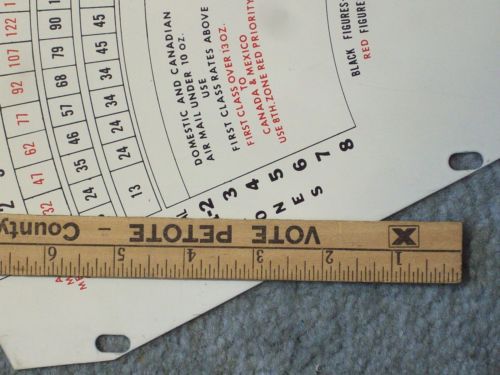 DOMESTIC AND CANADIAN
AIR MAIL UNDER 10 OZ.
USE
AIR CLASS RATES ABOVE
FIRST CLASS OVER 13 OZ.
TO
CANADA & MEXICO
USE 8TH. ZONE RED PRIORITY
BLACK FIGURES
RED FIGURE
122 90
107 79 45
92 68 45
77 57 34
62 46 34
47 35 24
32 24 24
13
-2 3 4 5 6 7 8
ONES
X VOTE PETOTE - County
1 2 3 4 5 6